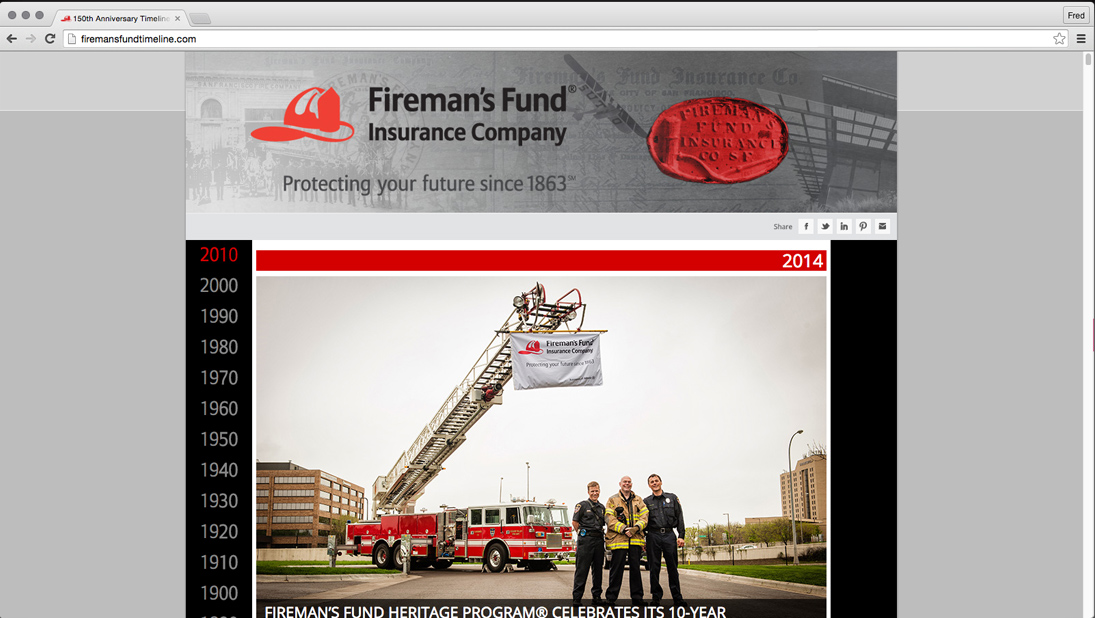 150th Anniversary Timeline
Fred
firemansfundtimeline.com
Fireman's Fund Insurance Co.
Fireman's Fund®
Insurance Company
Protecting your future since 1863℠
FIREMAN'S
FUND
INSURANCE
CO S.F.
Share
2010
2000
1990
1980
1970
1960
1950
1940
1930
1920
1910
1900
2014
Fireman's Fund
Insurance Company
Protecting your future since 1863
FIREMAN'S FUND HERITAGE PROGRAM® CELEBRATES ITS 10-YEAR